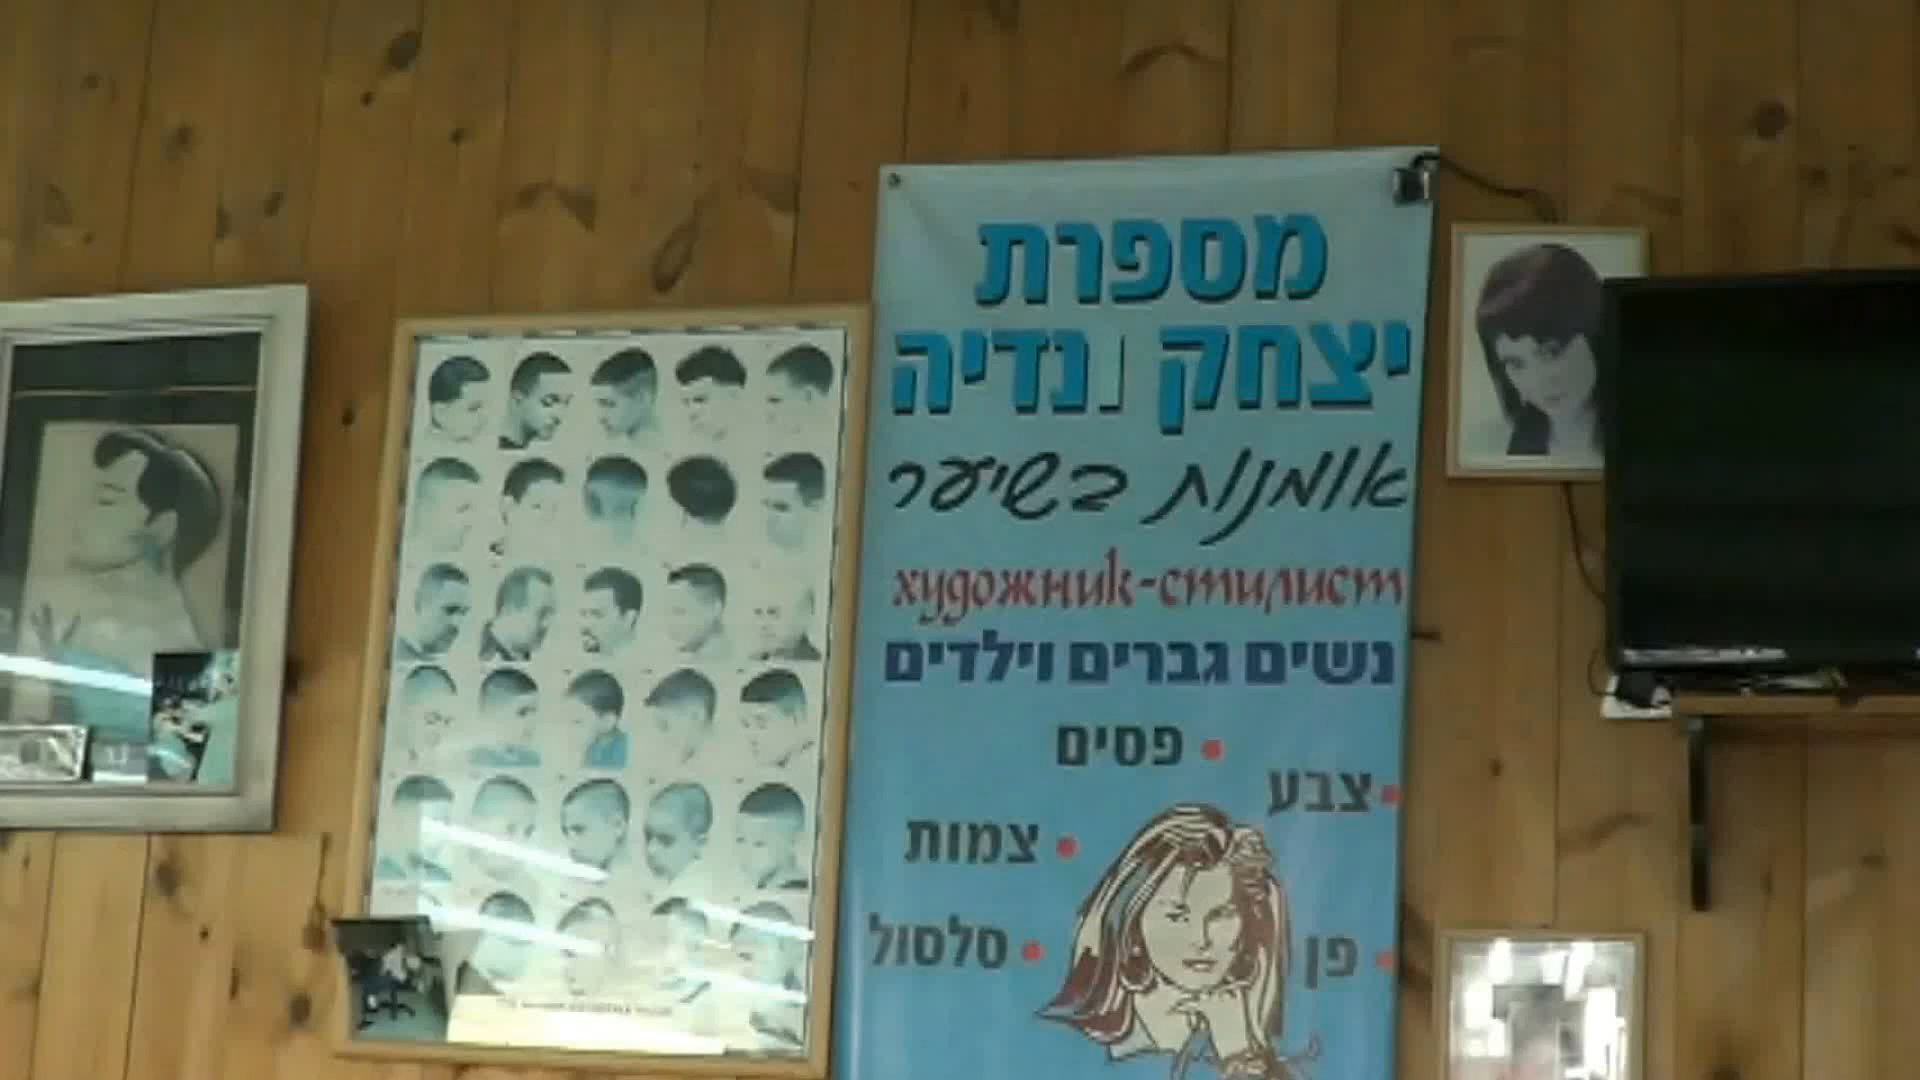 מספרת
יצחק ונדיה
אומנות בשיער
художник-стилист
נשים גברים וילדים
פסים
צבע
צמות
סלסול
פן